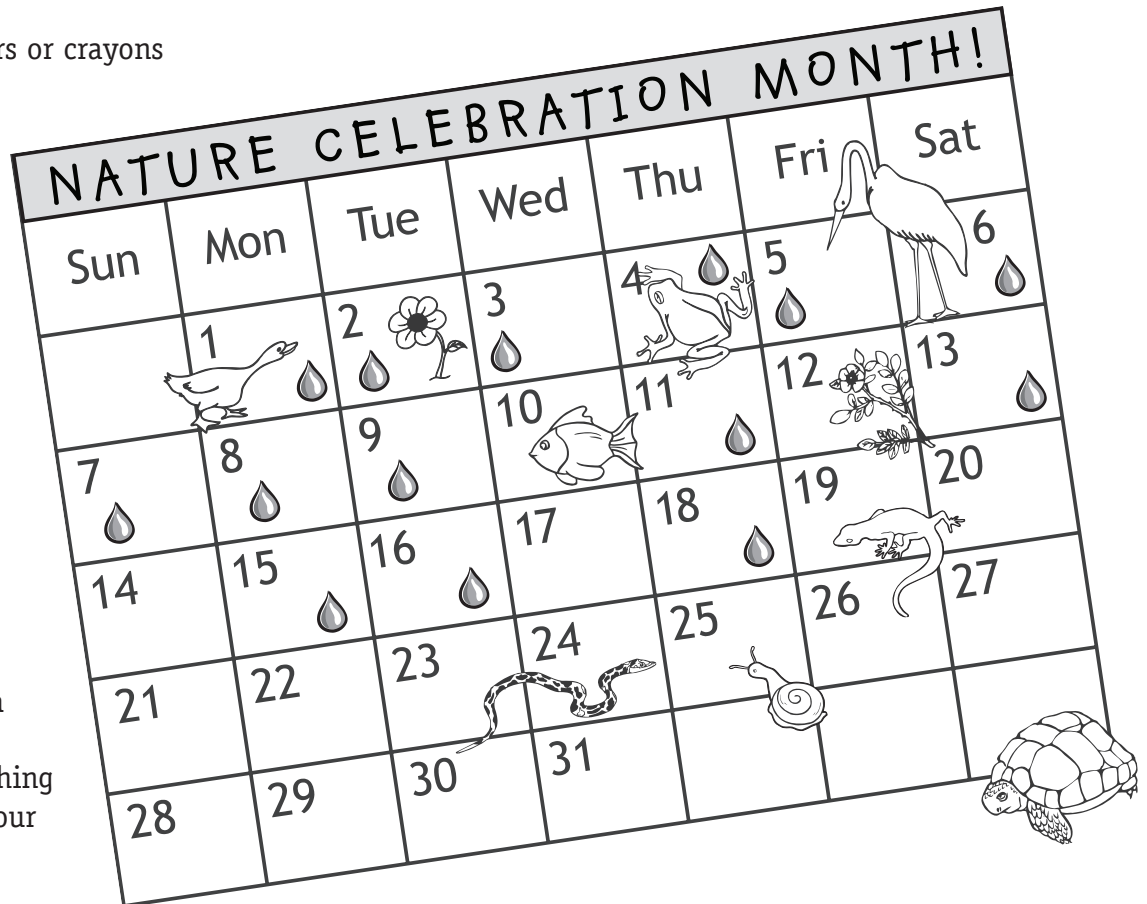 rs or crayons
NATURE CELEBRATION MONTH!
Sun Mon Tue Wed Thu Fri Sat
1 2 3 4 5 6
7 8 9 10 11 12 13
14 15 16 17 18 19 20
21 22 23 24 25 26 27
28 29 30 31
hing
our